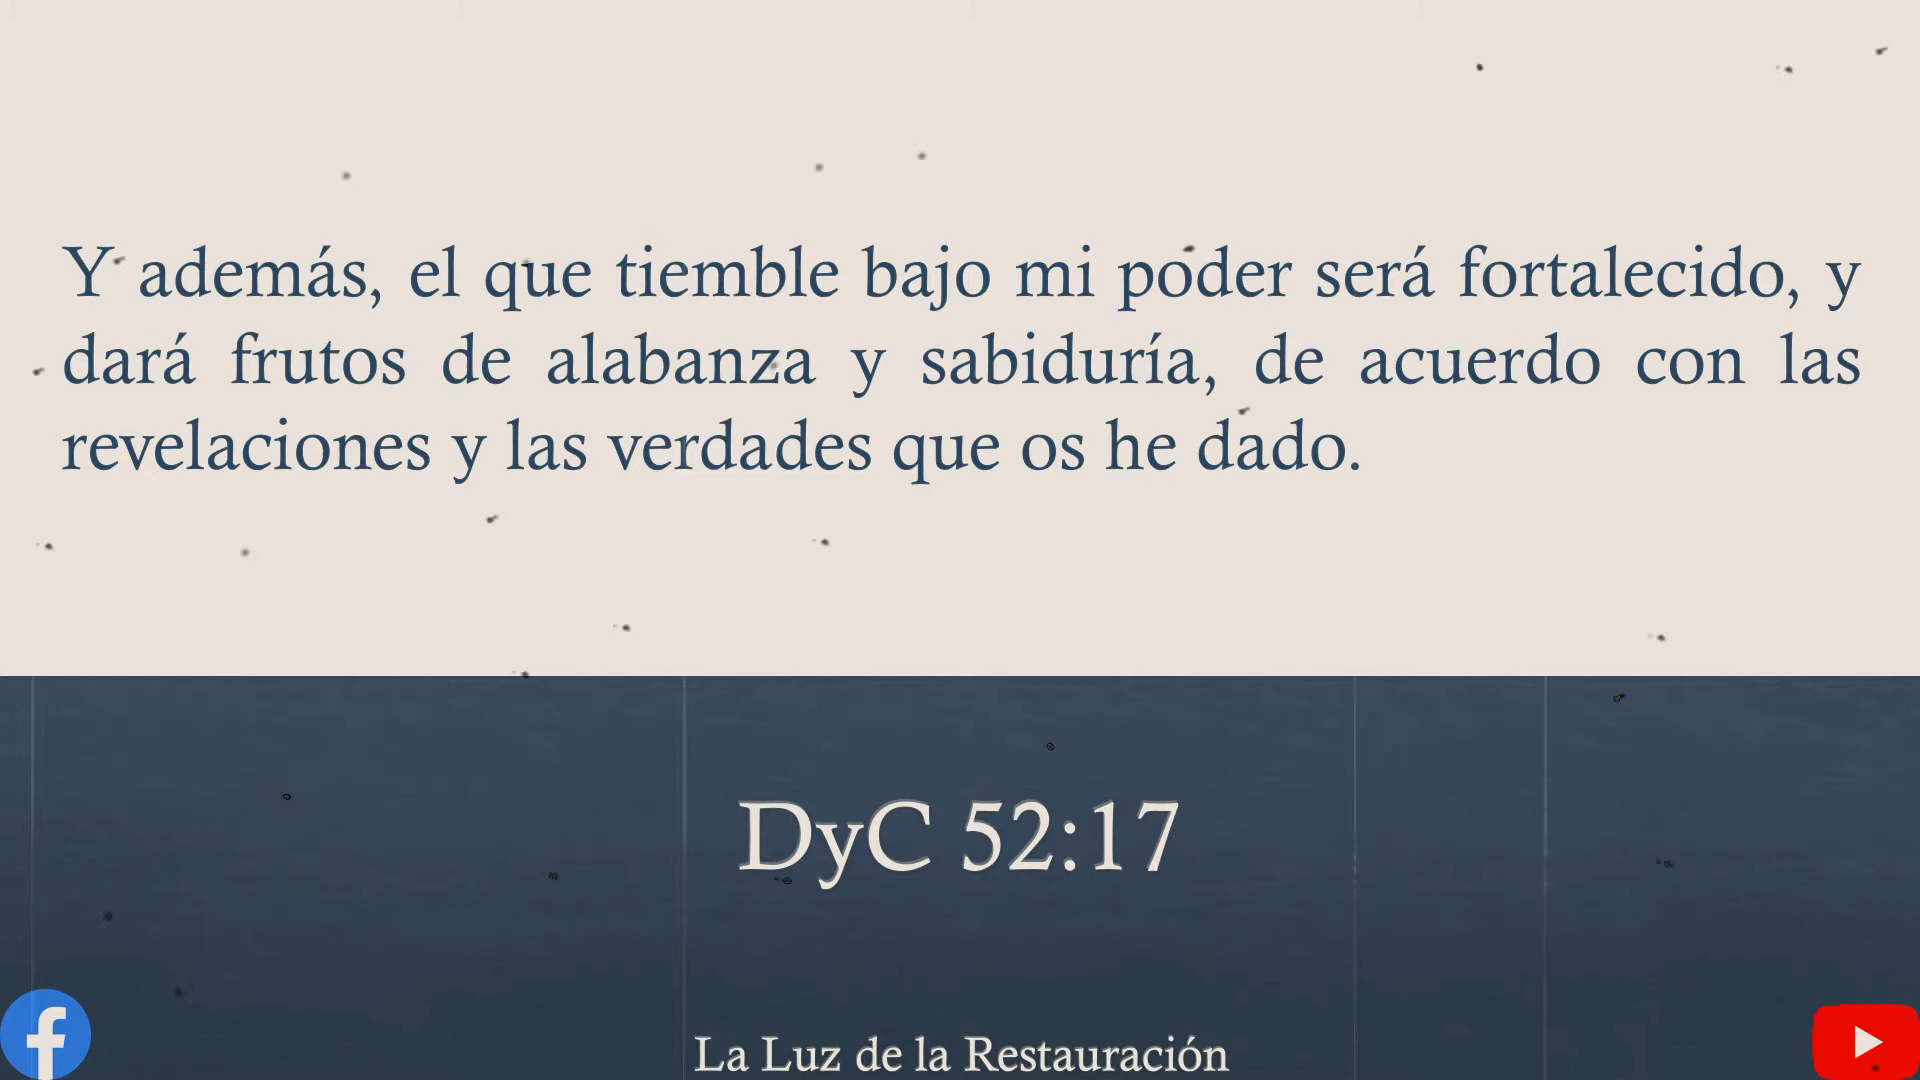 Y además, el que tiemble bajo mi poder será fortalecido, y
dará frutos de alabanza y sabiduría, de acuerdo con las
revelaciones y las verdades que os he dado.
DyC 52:17
La Luz de la Restauración